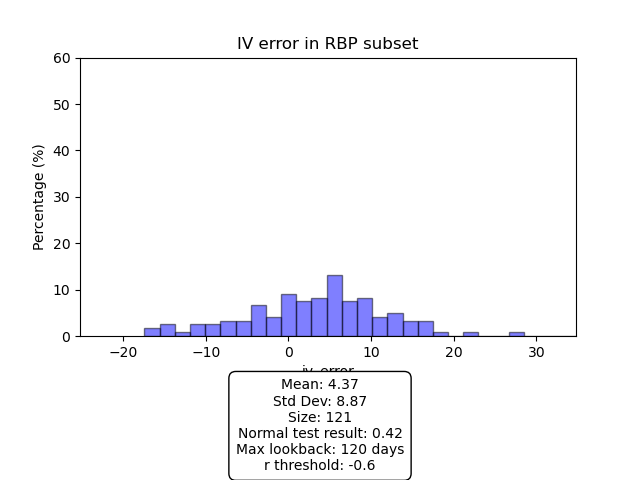 IV error in RBP subset
60
50
40
30
20
10
0
Percentage (%)
−20 −10 0 10 20 30
iv_error
Mean: 4.37
Std Dev: 8.87
Size: 121
Normal test result: 0.42
Max lookback: 120 days
r threshold: -0.6